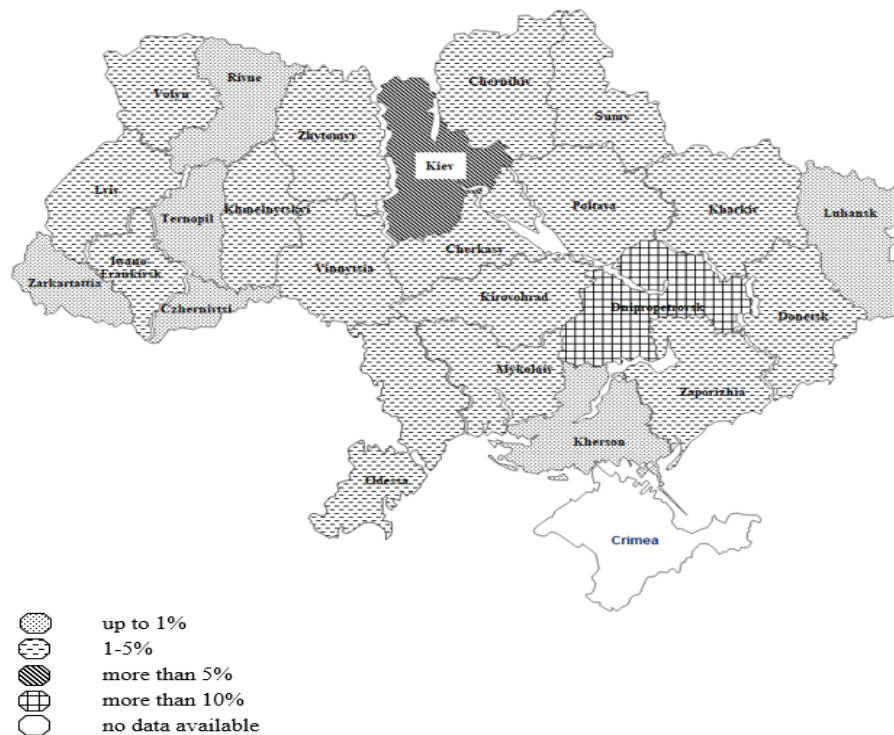 Rivne
Chernikiv
Volyn
Sumy
Zhytomyr
Kiev
Lviv
Khmelnytskyi
Ternopil
Poltava
Kharkiv
Luhansk
Cherkasy
Iwano
Frankivsk
Vinnytsia
Zarkartattia
Kirovohrad
Czhernivtsi
Dnipropetrovsk
Donetsk
Mykolaiv
Zaporizhia
Kherson
Odessa
Crimea
up to 1%
1-5%
more than 5%
more than 10%
no data available